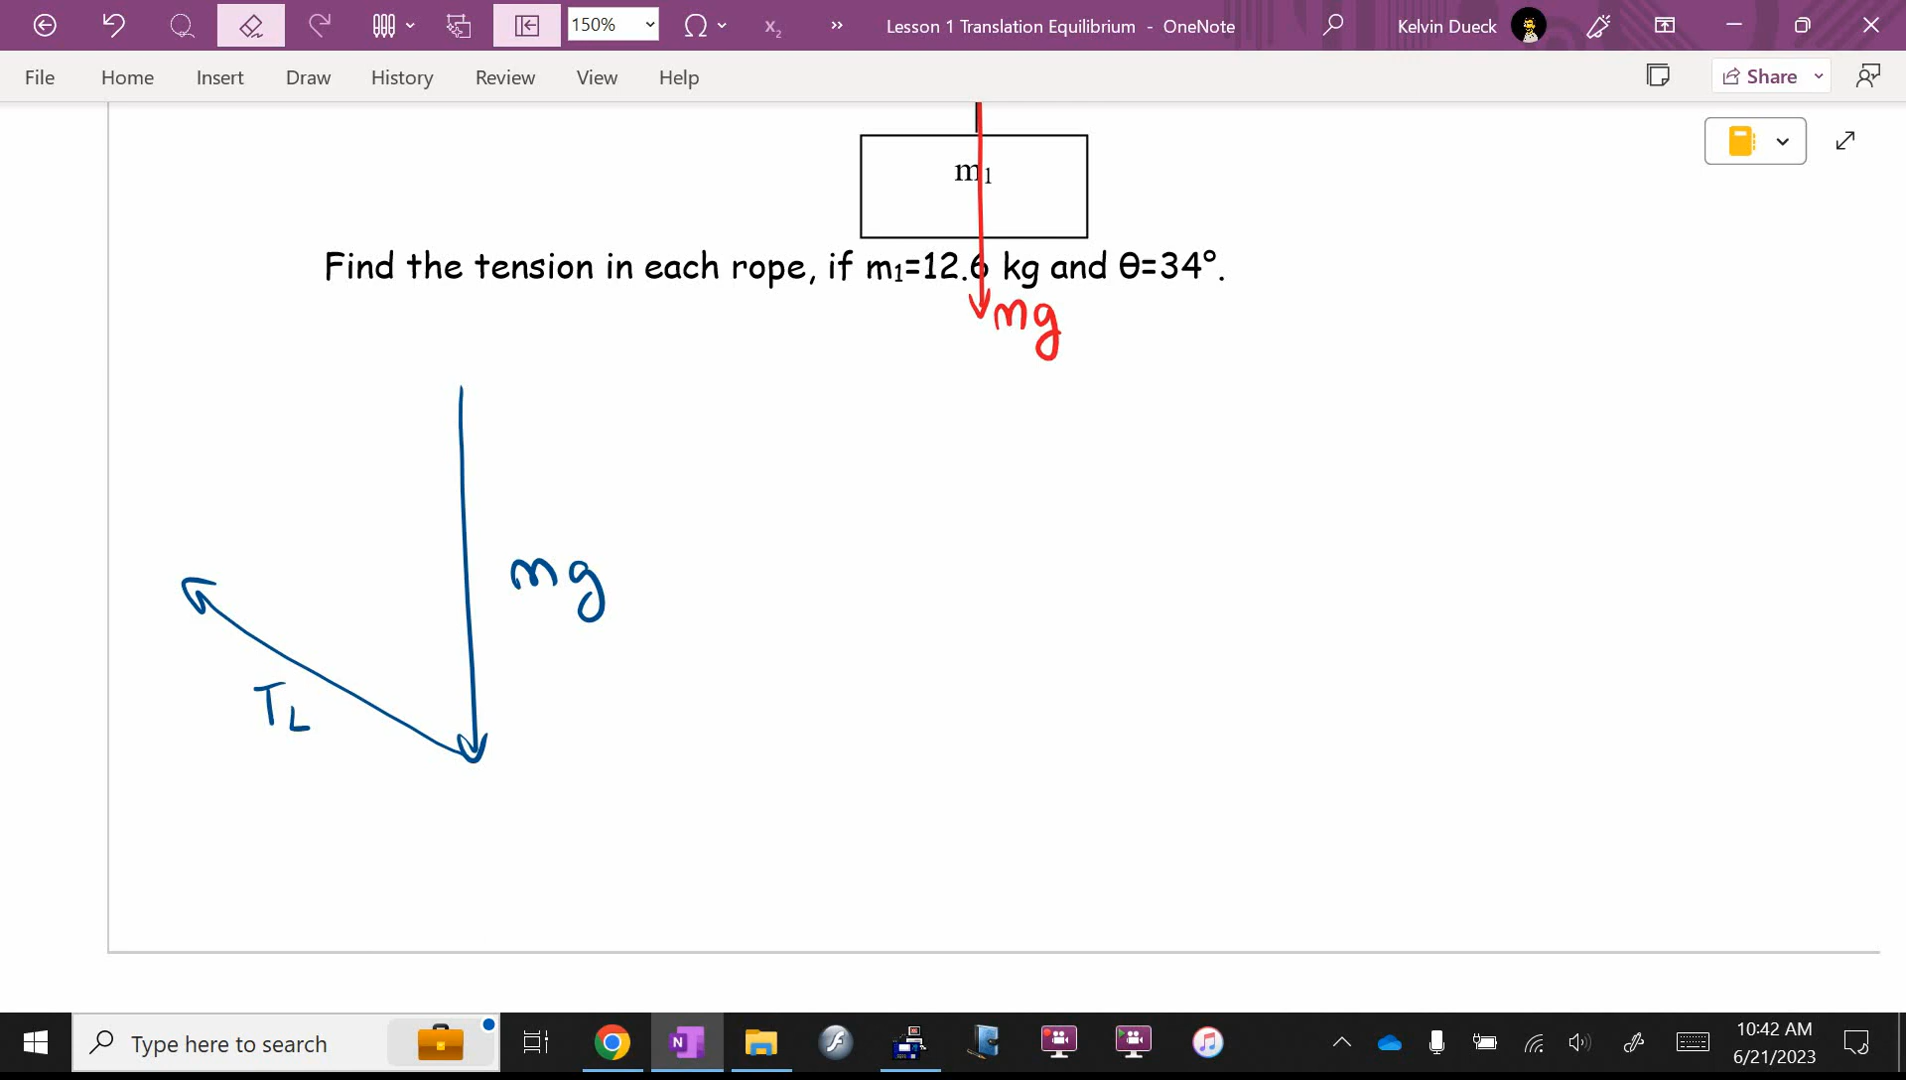 150%
Ω
x₂
»
Lesson 1 Translation Equilibrium - OneNote
Kelvin Dueck
File Home Insert Draw History Review View Help
Share
m₁
Find the tension in each rope, if m₁=12.6 kg and θ=34°.
mg
mg
T_L
N
Type here to search
10:42 AM
6/21/2023